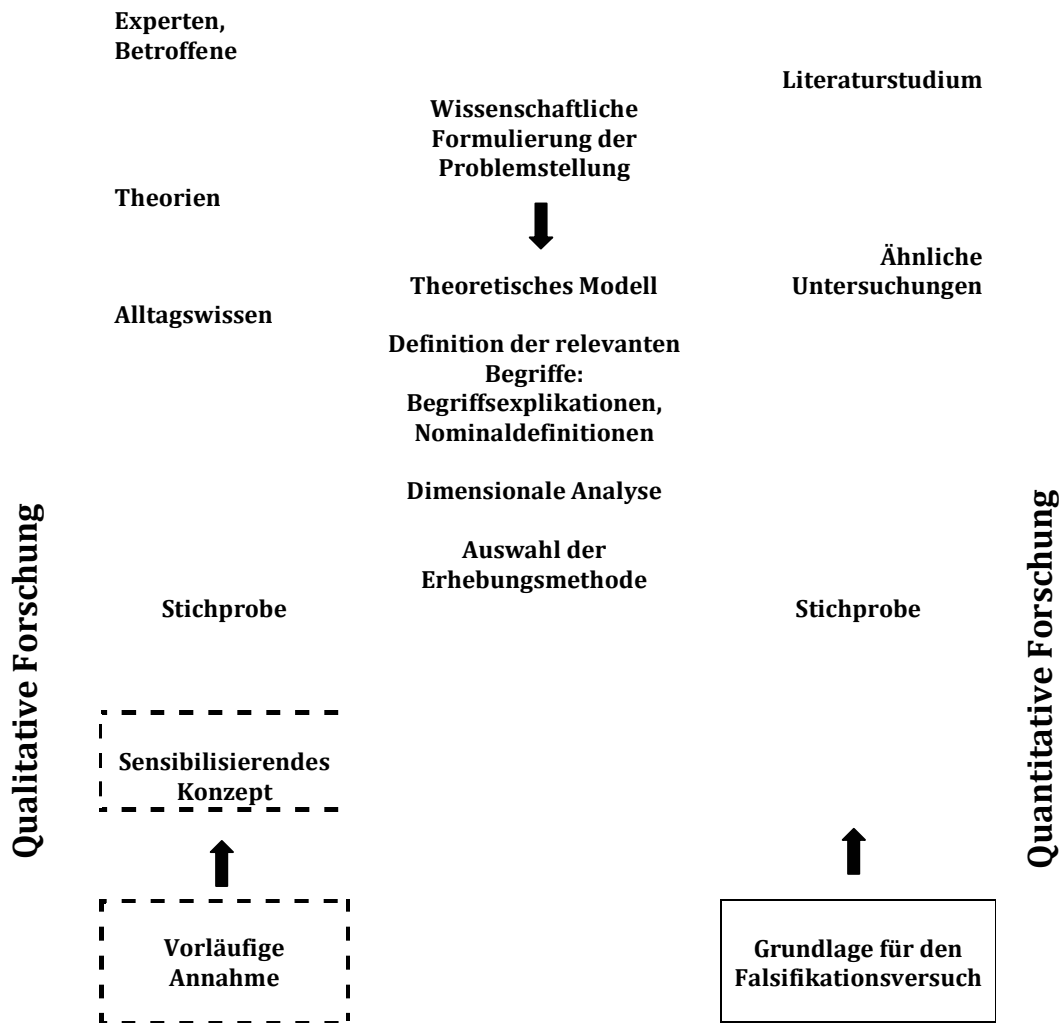 Experten,
Betroffene
Literaturstudium
Wissenschaftliche
Formulierung der
Problemstellung
Theorien
Ähnliche
Untersuchungen
Theoretisches Modell
Alltagswissen
Definition der relevanten
Begriffe:
Begriffsexplikationen,
Nominaldefinitionen
Dimensionale Analyse
Auswahl der
Erhebungsmethode
Stichprobe
Stichprobe
Qualitative Forschung
Quantitative Forschung
Sensibilisierendes
Konzept
Vorläufige
Annahme
Grundlage für den
Falsifikationsversuch